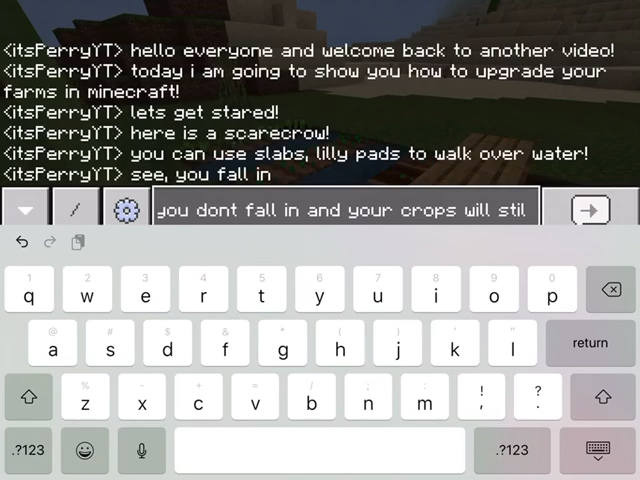 <itsPerryYT> hello everyone and welcome back to another video!
<itsPerryYT> today i am going to show you how to upgrade your
farms in minecraft!
<itsPerryYT> lets get stared!
<itsPerryYT> here is a scarecrow!
<itsPerryYT> you can use slabs, lilly pads to walk over water!
<itsPerryYT> see, you fall in
/ you dont fall in and your crops will stil
1 2 3 4 5 6 7 8 9 0
q w e r t y u i o p
@ # $ & * ( ) ' "
a s d f g h j k l return
% - + = / ; : ! ?
z x c v b n m , .
.?123 .?123